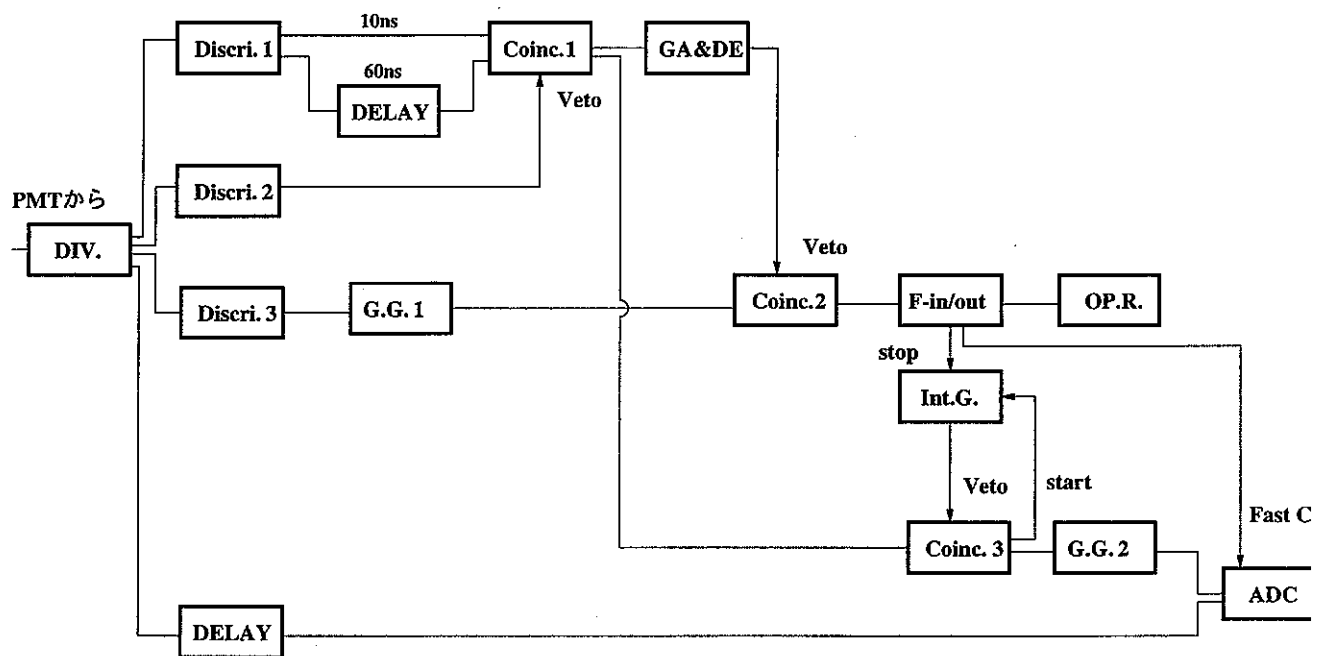 10ns
Discri. 1
Coinc.1
GA&DE
60ns
DELAY
Veto
Discri. 2
PMTから
DIV.
Veto
Discri. 3
G.G. 1
Coinc.2
F-in/out
OP.R.
stop
Int.G.
Veto
start
Fast C
Coinc. 3
G.G. 2
ADC
DELAY